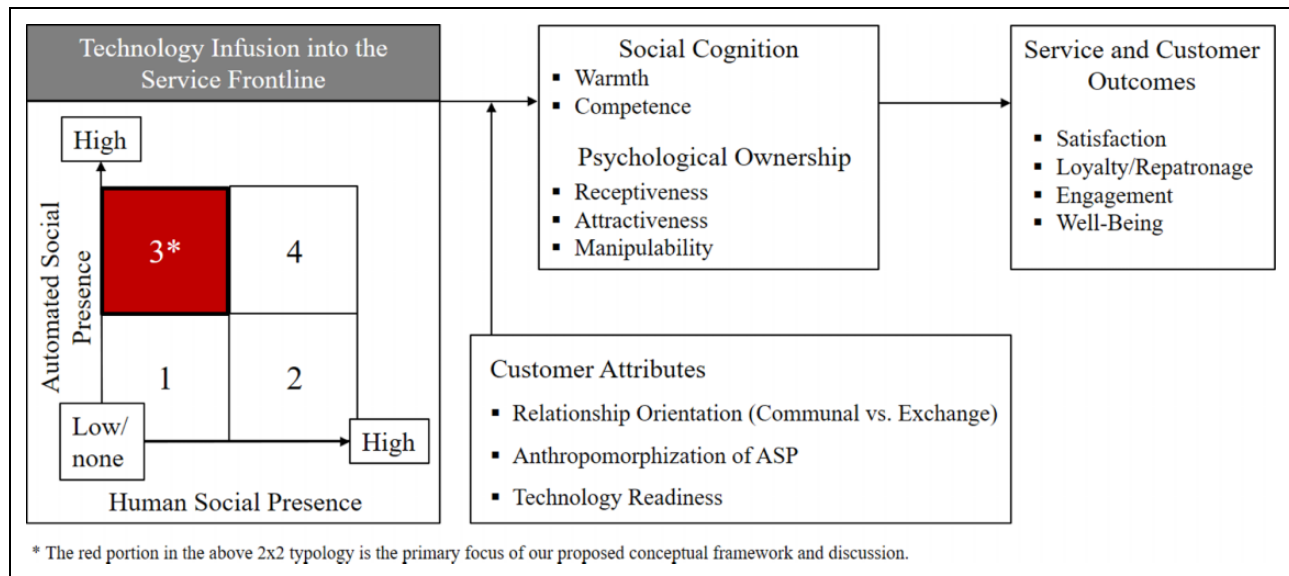 Technology Infusion into the
Service Frontline
High
Automated Social
Presence
3*
4
1
2
Low/
none
High
Human Social Presence
Social Cognition
▪ Warmth
▪ Competence
Psychological Ownership
▪ Receptiveness
▪ Attractiveness
▪ Manipulability
Customer Attributes
▪ Relationship Orientation (Communal vs. Exchange)
▪ Anthropomorphization of ASP
▪ Technology Readiness
Service and Customer
Outcomes
▪ Satisfaction
▪ Loyalty/Repatronage
▪ Engagement
▪ Well-Being
* The red portion in the above 2x2 typology is the primary focus of our proposed conceptual framework and discussion.